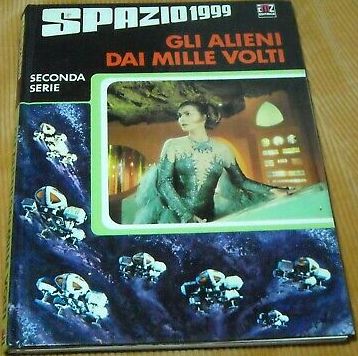 SPAZIO 1999
GLI ALIENI
DAI MILLE VOLTI
SECONDA
SERIE